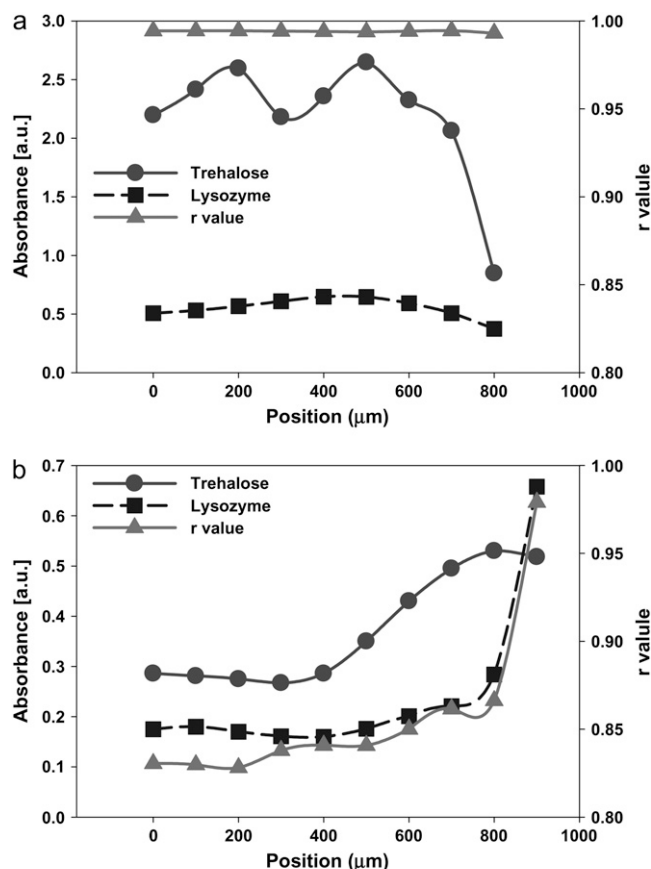 a
3.0
2.5
2.0
1.5
1.0
0.5
0.0
Absorbance [a.u.]
Trehalose
Lysozyme
r value
1.00
0.95
0.90
0.85
0.80
r valule
0 200 400 600 800 1000
Position (μm)
b
0.7
0.6
0.5
0.4
0.3
0.2
0.1
0.0
Absorbance [a.u.]
Trehalose
Lysozyme
r value
1.00
0.95
0.90
0.85
0.80
r valule
0 200 400 600 800 1000
Position (μm)